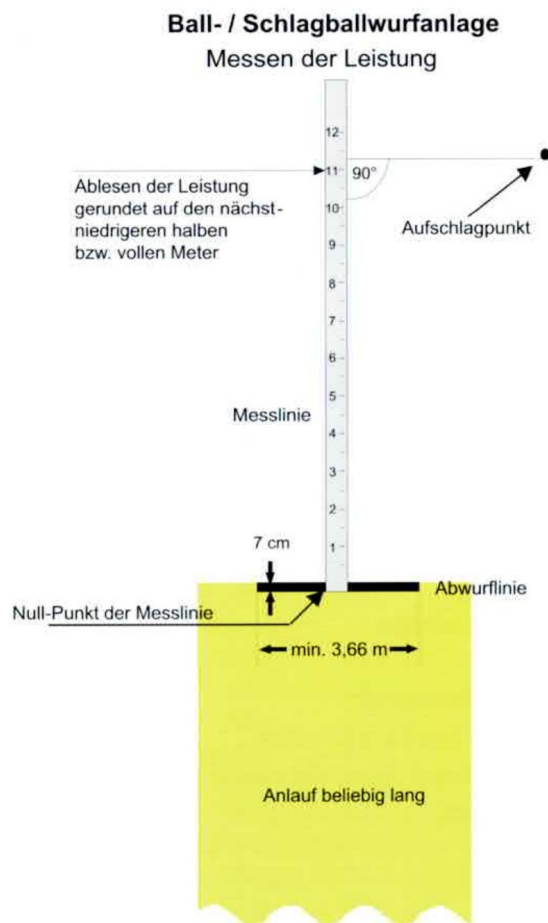 Ball- / Schlagballwurfanlage
Messen der Leistung
12
11
90°
Ablesen der Leistung
gerundet auf den nächst-
niedrigeren halben
bzw. vollen Meter
Aufschlagpunkt
10
9
8
7
6
5
Messlinie
4
3
2
1
7 cm
Abwurflinie
Null-Punkt der Messlinie
min. 3,66 m
Anlauf beliebig lang